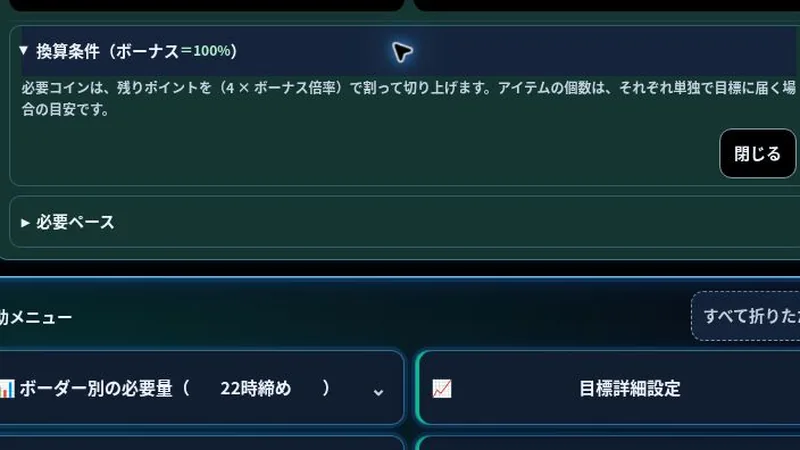 ▼ 換算条件（ボーナス=100%）
必要コインは、残りポイントを（4 × ボーナス倍率）で割って切り上げます。アイテムの個数は、それぞれ単独で目標に届く場
合の目安です。
閉じる
▶ 必要ペース
動メニュー
すべて折りたた
📊 ボーダー別の必要量（ 22時締め ）
📈 目標詳細設定